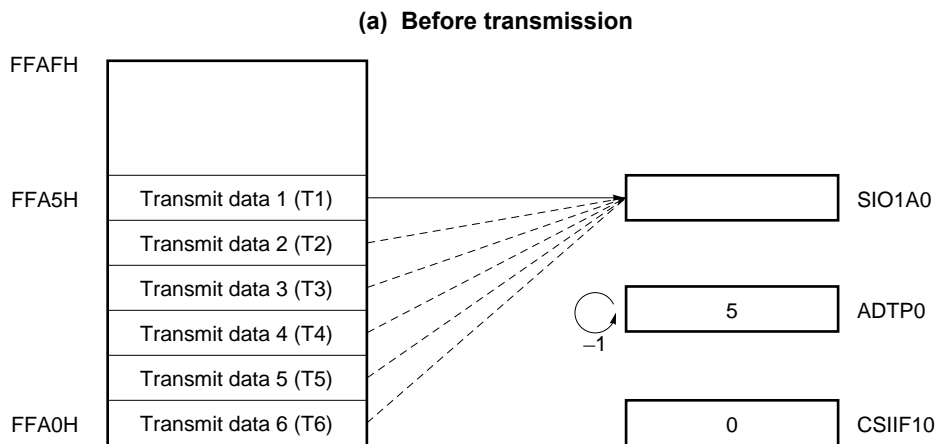 (a) Before transmission
FFAFH
FFA5H
Transmit data 1 (T1)
SIO1A0
Transmit data 2 (T2)
Transmit data 3 (T3)
5
ADTP0
–1
Transmit data 4 (T4)
Transmit data 5 (T5)
FFA0H
Transmit data 6 (T6)
0
CSIIF10